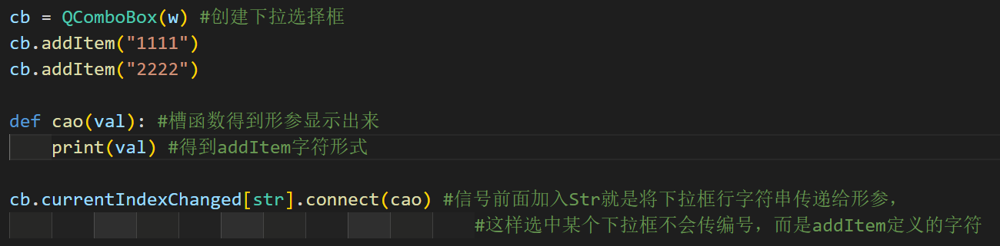 cb = QComboBox(w) #创建下拉选择框
cb.addItem("1111")
cb.addItem("2222")
def cao(val): #槽函数得到形参显示出来
    print(val) #得到addItem字符形式
cb.currentIndexChanged[str].connect(cao) #信号前面加入Str就是将下拉框行字符串传递给形参，
#这样选中某个下拉框不会传编号，而是addItem定义的字符